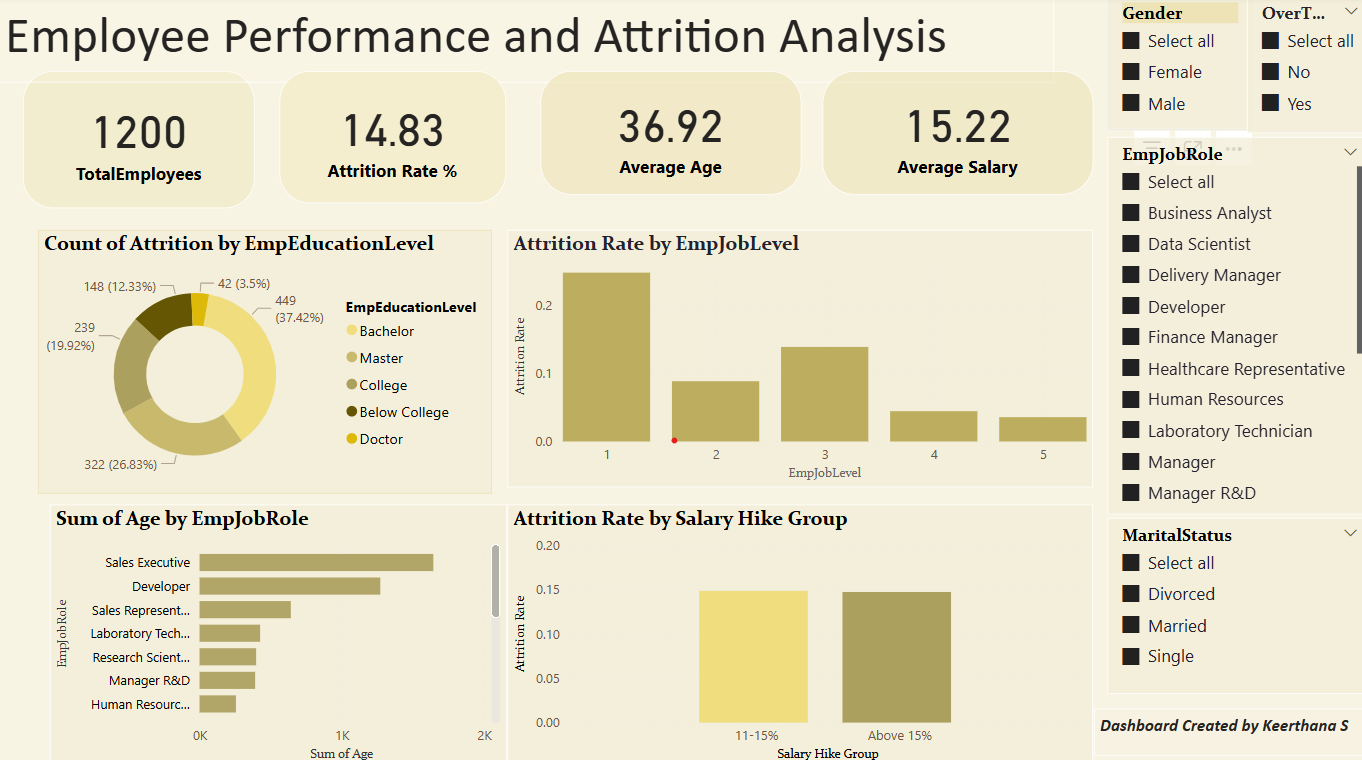 Employee Performance and Attrition Analysis
1200
TotalEmployees
14.83
Attrition Rate %
36.92
Average Age
15.22
Average Salary
Gender
Select all
Female
Male
OverT...
Select all
No
Yes
EmpJobRole
Select all
Business Analyst
Data Scientist
Delivery Manager
Developer
Finance Manager
Healthcare Representative
Human Resources
Laboratory Technician
Manager
Manager R&D
MaritalStatus
Select all
Divorced
Married
Single
Dashboard Created by Keerthana S
Count of Attrition by EmpEducationLevel
148 (12.33%)
42 (3.5%)
449
(37.42%)
239
(19.92%)
322 (26.83%)
EmpEducationLevel
Bachelor
Master
College
Below College
Doctor
Attrition Rate by EmpJobLevel
Attrition Rate
0.2
0.1
0.0
1 2 3 4 5
EmpJobLevel
Sum of Age by EmpJobRole
EmpJobRole
Sales Executive
Developer
Sales Represent...
Laboratory Tech...
Research Scient...
Manager R&D
Human Resourc...
0K 1K 2K
Sum of Age
Attrition Rate by Salary Hike Group
Attrition Rate
0.20
0.15
0.10
0.05
0.00
11-15% Above 15%
Salary Hike Group